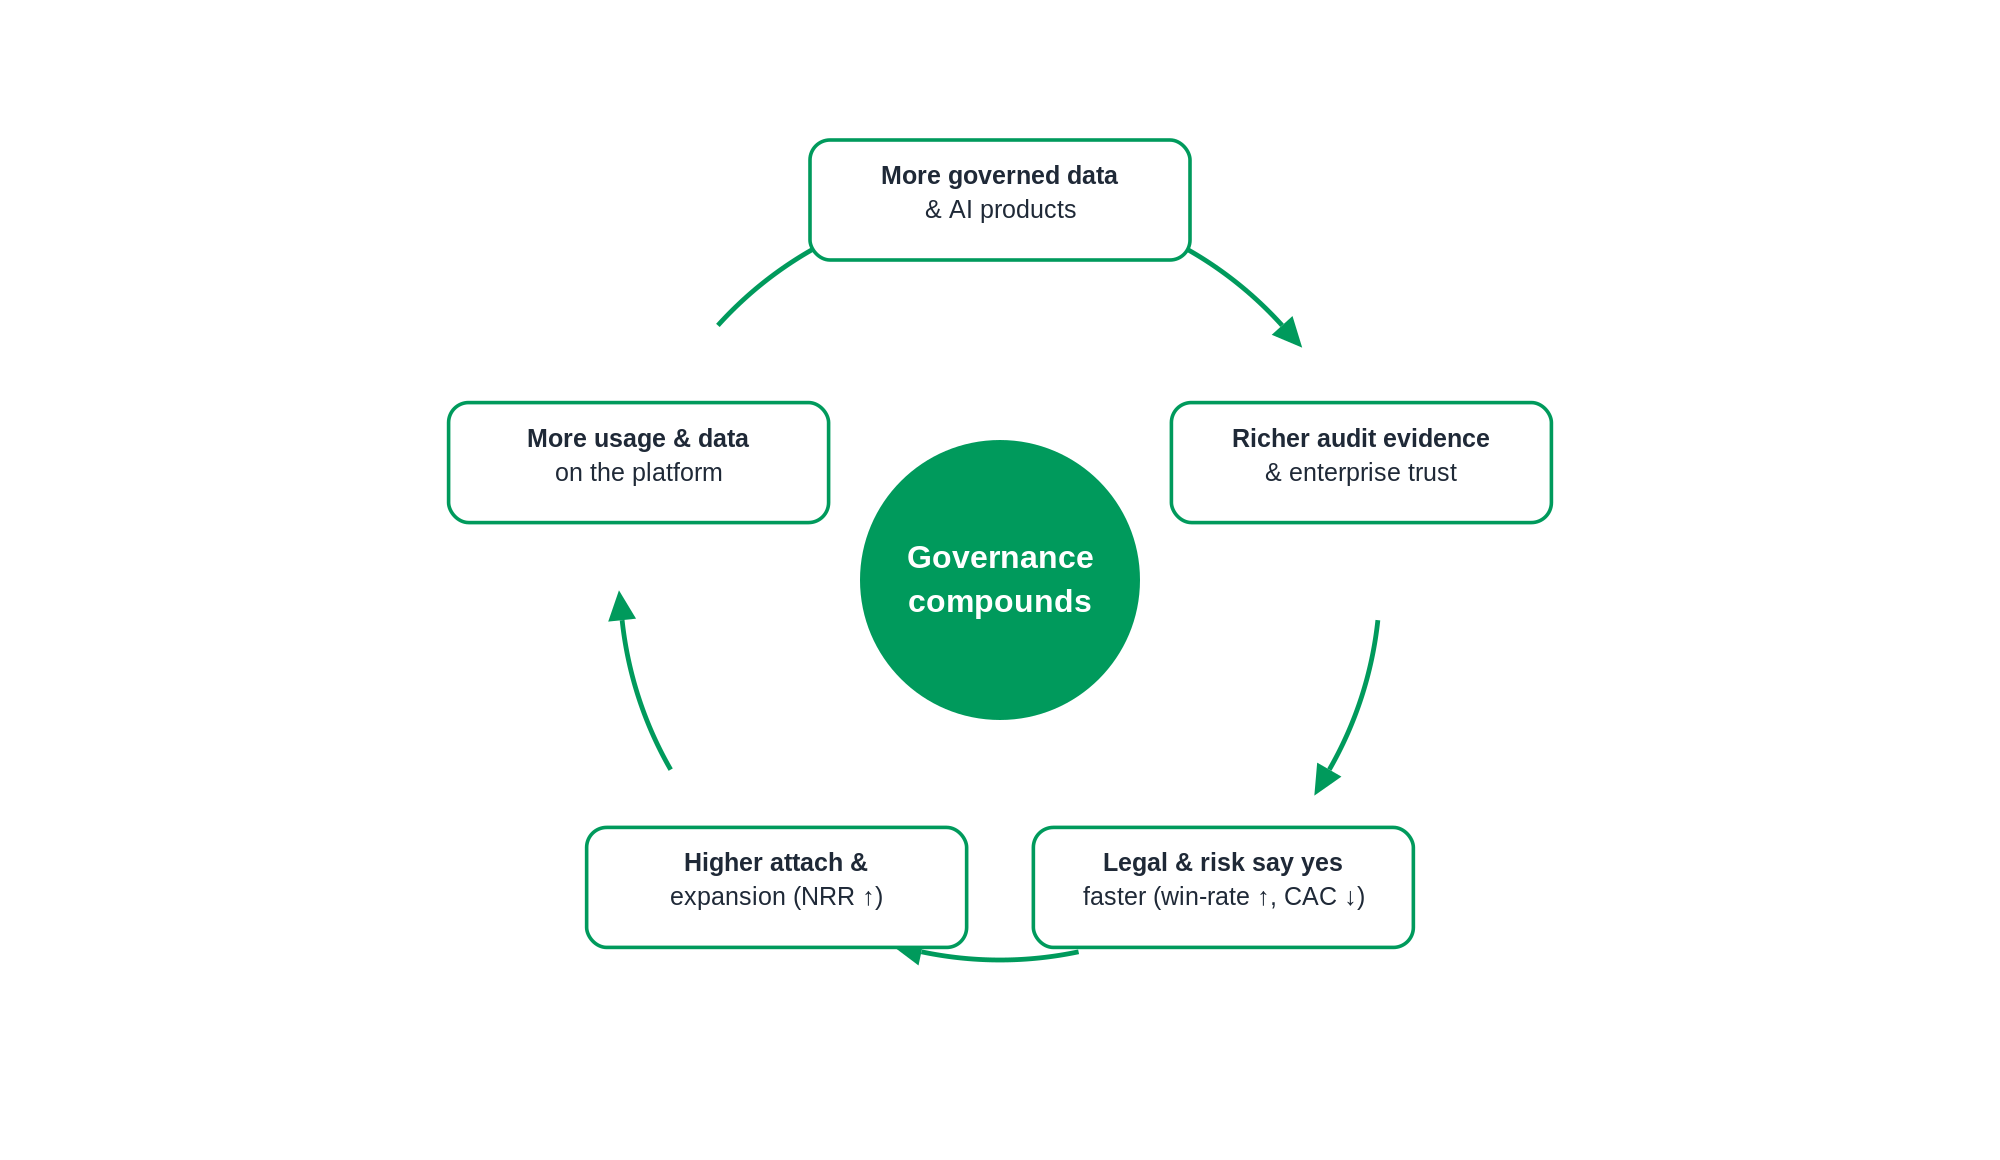 More governed data
& AI products
Richer audit evidence
& enterprise trust
Legal & risk say yes
faster (win-rate ↑, CAC ↓)
Higher attach &
expansion (NRR ↑)
More usage & data
on the platform
Governance
compounds